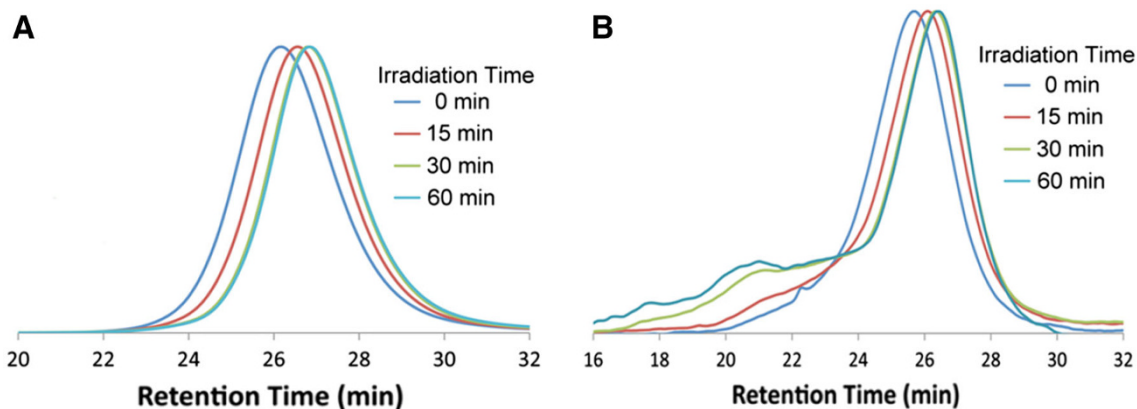 A
Irradiation Time
0 min
15 min
30 min
60 min
20 22 24 26 28 30 32
Retention Time (min)
B
Irradiation Time
0 min
15 min
30 min
60 min
16 18 20 22 24 26 28 30 32
Retention Time (min)